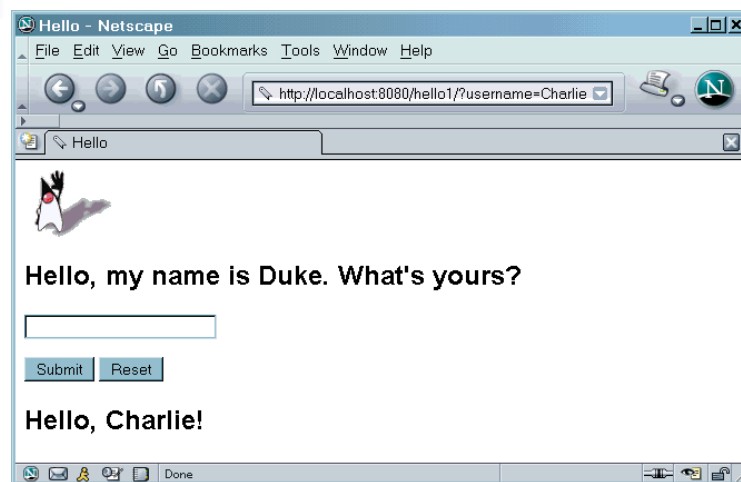 Hello - Netscape
File Edit View Go Bookmarks Tools Window Help
http://localhost:8080/hello1/?username=Charlie
N
Hello
Hello, my name is Duke. What's yours?
Submit Reset
Hello, Charlie!
Done